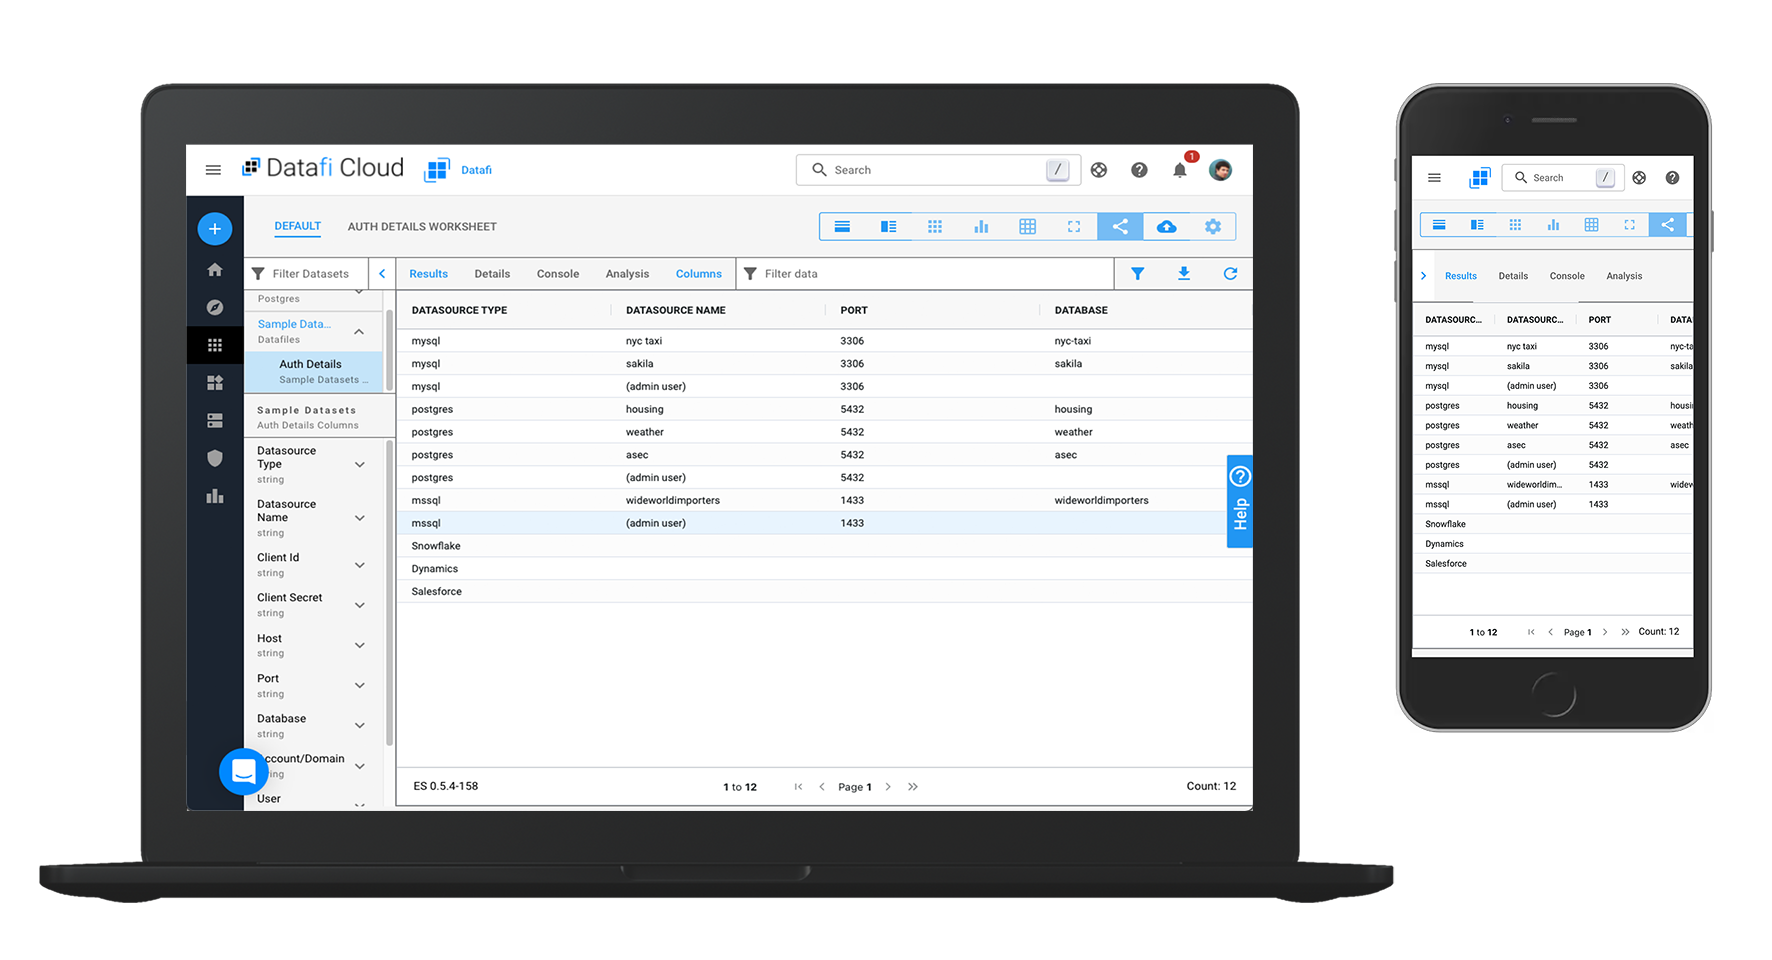 Datafi Cloud Datafi Search / 1
DEFAULT AUTH DETAILS WORKSHEET
Filter Datasets Results Details Console Analysis Columns Filter data
Postgres
Sample Data...
Datafiles
Auth Details
Sample Datasets ...
Sample Datasets
Auth Details Columns
Datasource
Type
string
Datasource
Name
string
Client Id
string
Client Secret
string
Host
string
Port
string
Database
string
ccount/Domain
ing
User
DATASOURCE TYPE DATASOURCE NAME PORT DATABASE
mysql nyc taxi 3306 nyc-taxi
mysql sakila 3306 sakila
mysql (admin user) 3306
postgres housing 5432 housing
postgres weather 5432 weather
postgres asec 5432 asec
postgres (admin user) 5432
mssql wideworldimporters 1433 wideworldimporters
mssql (admin user) 1433
Snowflake
Dynamics
Salesforce
Help
ES 0.5.4-158 1 to 12 Page 1 Count: 12
Search /
Results Details Console Analysis
DATASOURC... DATASOURC... PORT DATA
mysql nyc taxi 3306 nyc-ta
mysql sakila 3306 sakila
mysql (admin user) 3306
postgres housing 5432 housi
postgres weather 5432 weath
postgres asec 5432 asec
postgres (admin user) 5432
mssql wideworldim... 1433 widew
mssql (admin user) 1433
Snowflake
Dynamics
Salesforce
1 to 12 Page 1 Count: 12